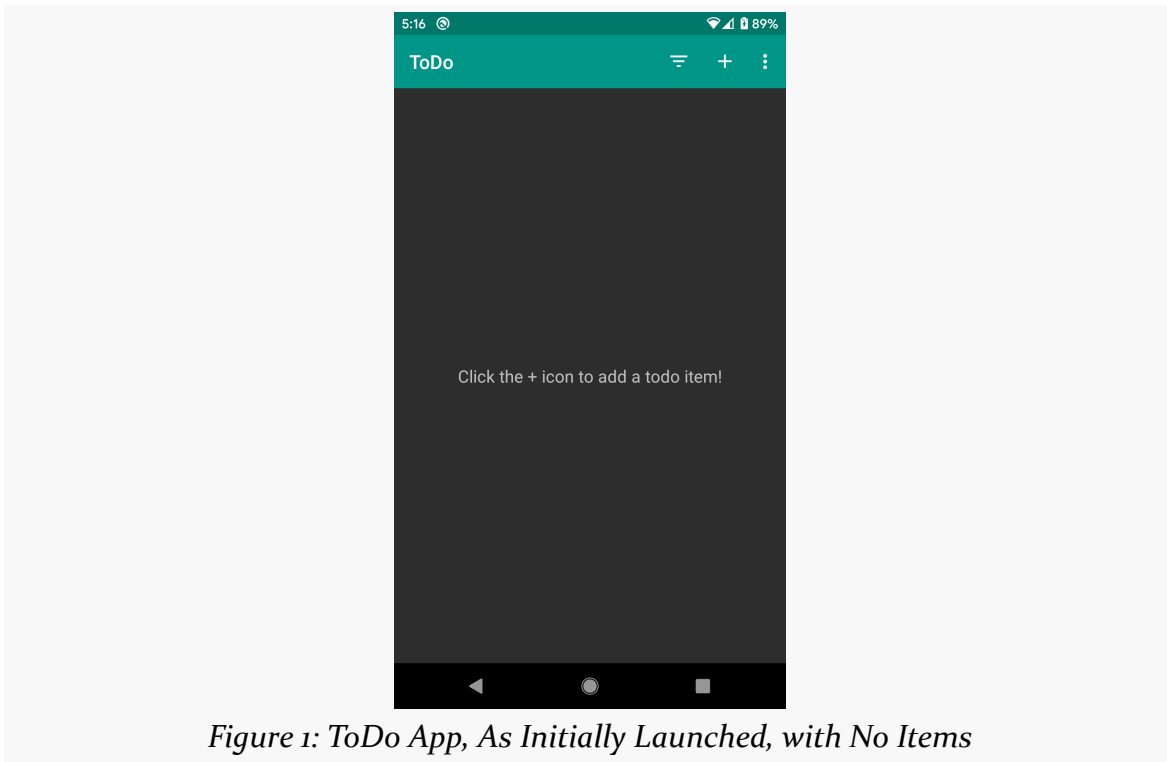 5:16 89%
ToDo
Click the + icon to add a todo item!
Figure 1: ToDo App, As Initially Launched, with No Items